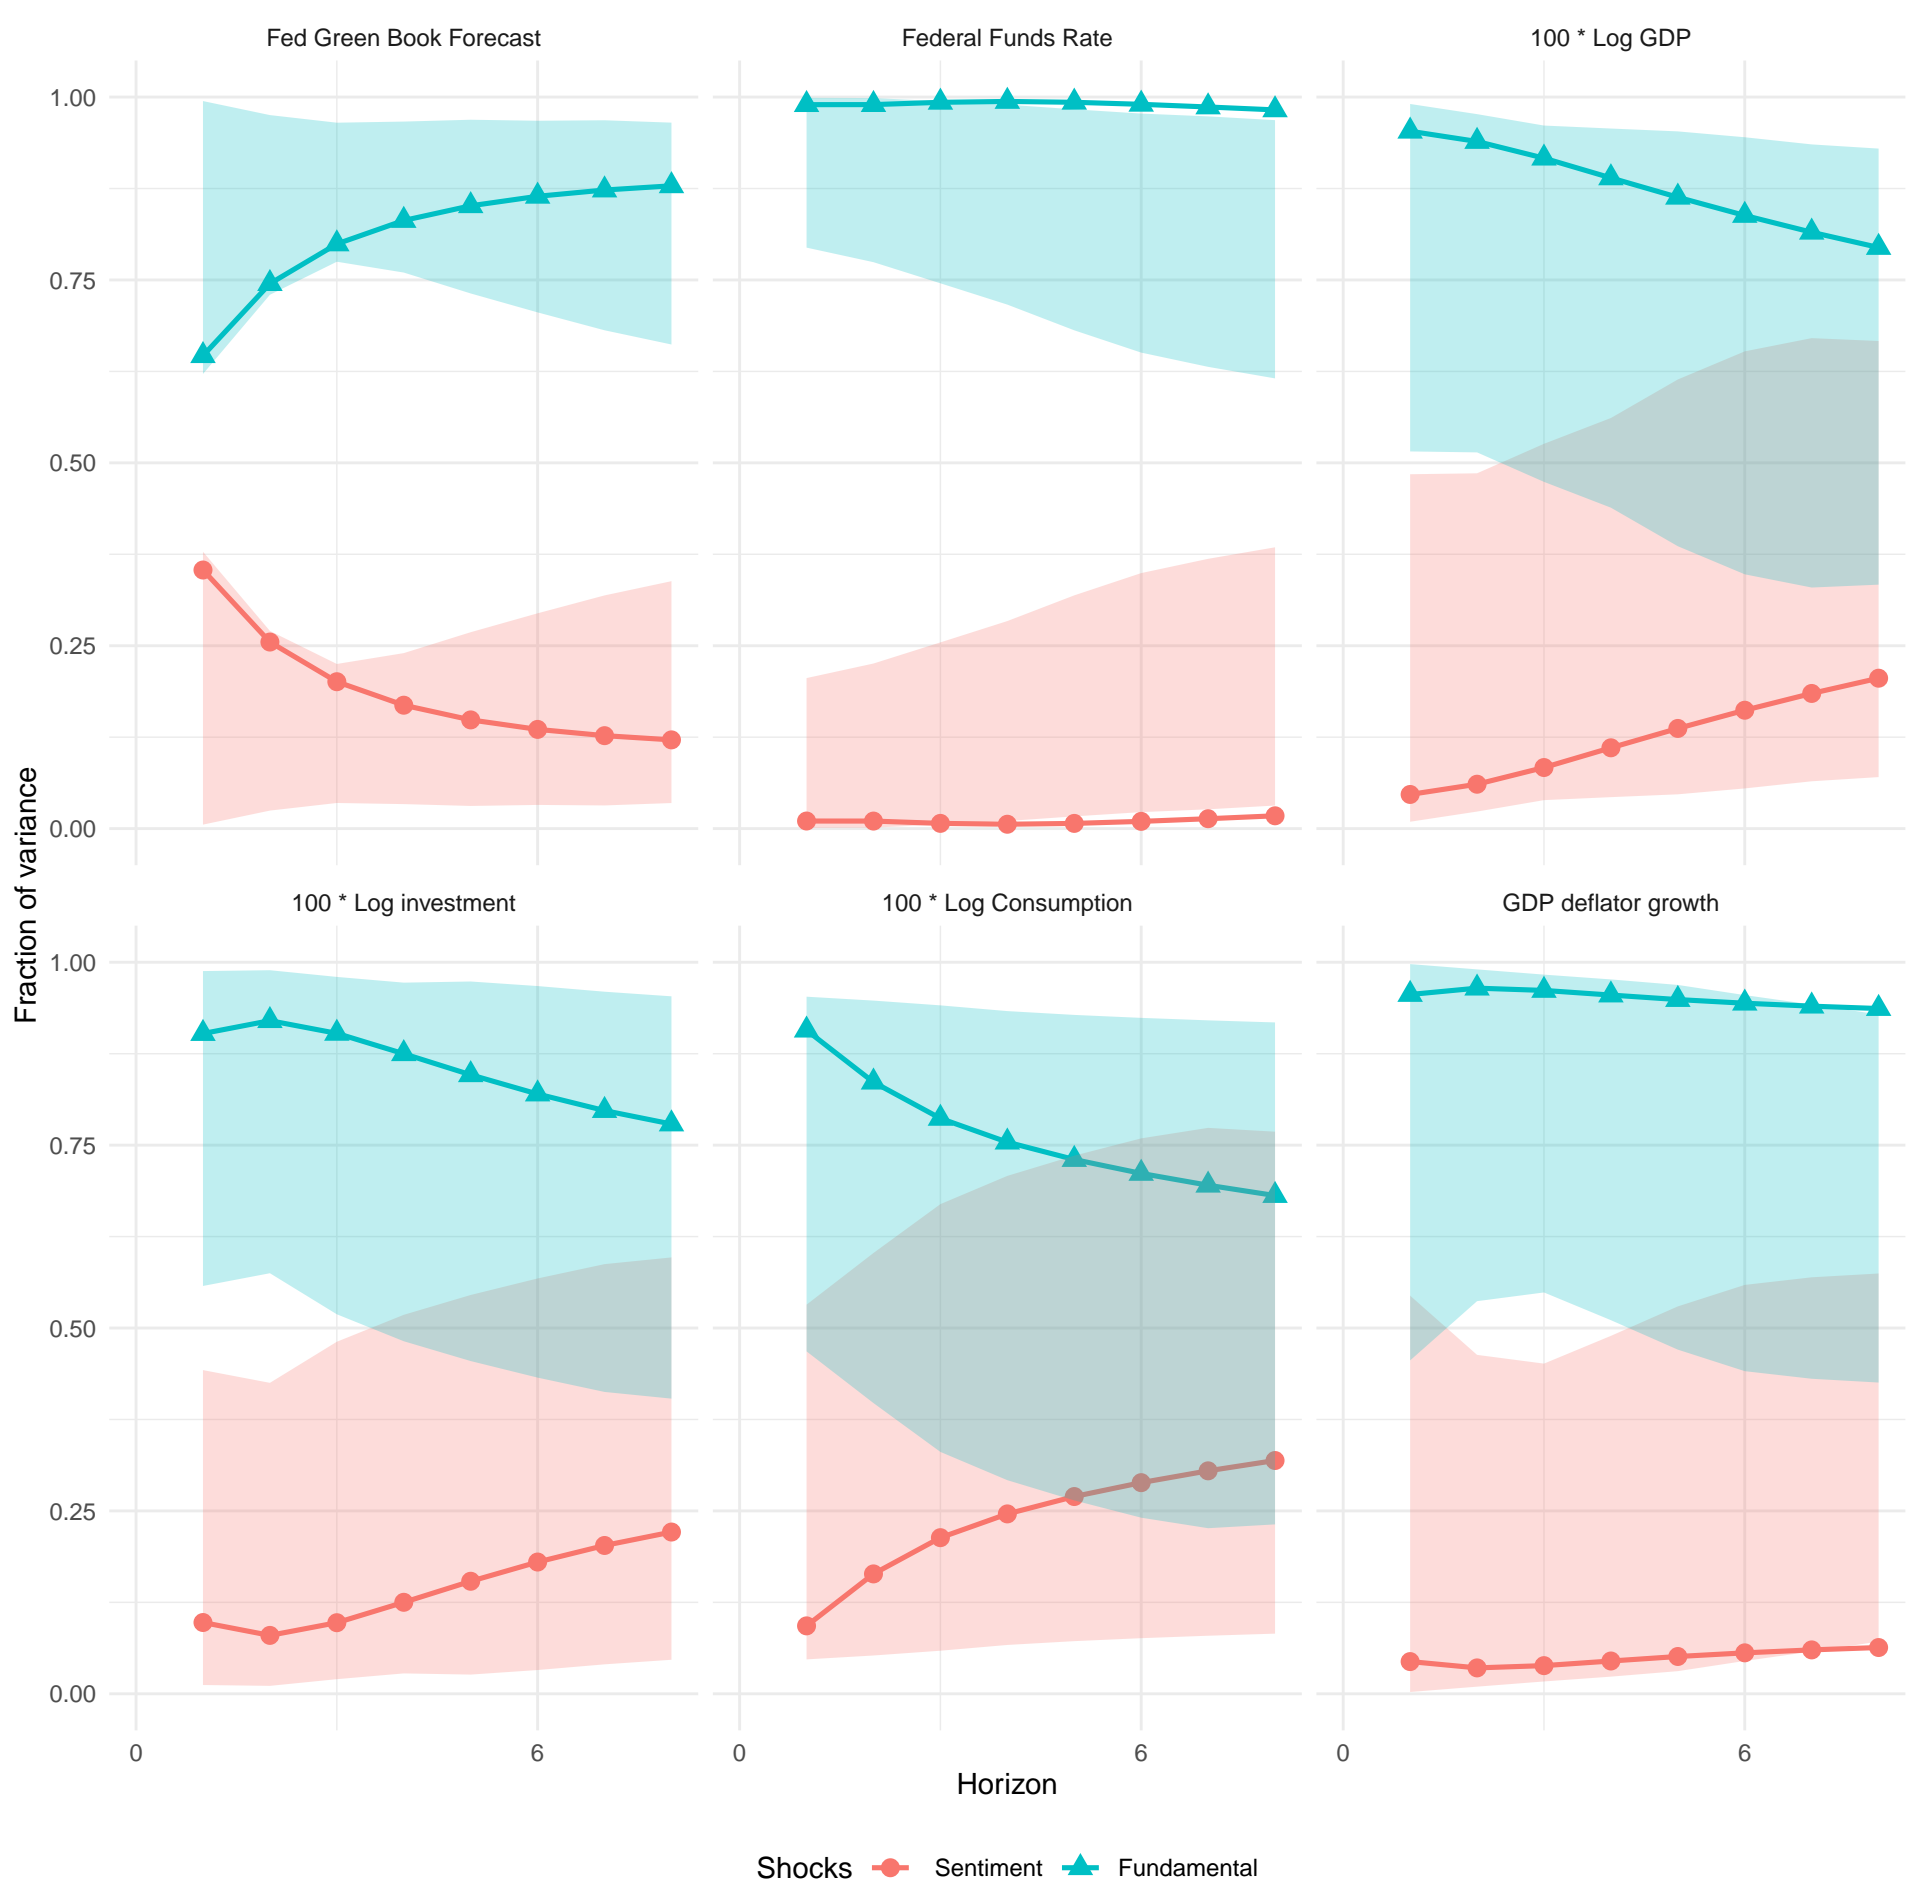 Fed Green Book Forecast
Federal Funds Rate
100 * Log GDP
1.00
0.75
0.50
0.25
0.00
Fraction of variance
100 * Log investment
100 * Log Consumption
GDP deflator growth
1.00
0.75
0.50
0.25
0.00
0 6 0 6 0 6
Horizon
Shocks Sentiment Fundamental